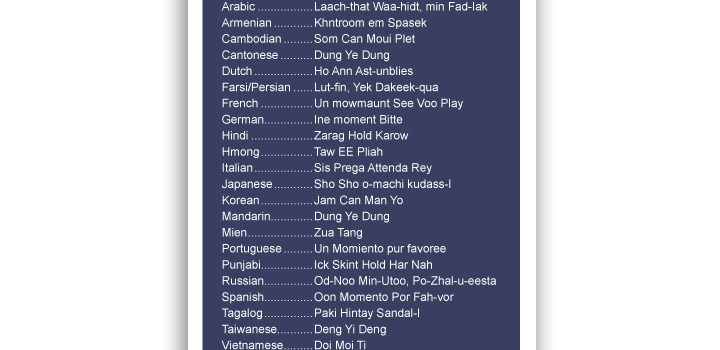 Arabic ................. Laach-that Waa-hidt, min Fad-lak
Armenian ............ Khntroom em Spasek
Cambodian ......... Som Can Moui Plet
Cantonese .......... Dung Ye Dung
Dutch .................. Ho Ann Ast-unblies
Farsi/Persian ...... Lut-fin, Yek Dakeek-qua
French ................ Un mowmaunt See Voo Play
German............... Ine moment Bitte
Hindi ................... Zarag Hold Karow
Hmong................ Taw EE Pliah
Italian .................. Sis Prega Attenda Rey
Japanese............ Sho Sho o-machi kudass-I
Korean................ Jam Can Man Yo
Mandarin............. Dung Ye Dung
Mien.................... Zua Tang
Portuguese ......... Un Momiento pur favoree
Punjabi................ Ick Skint Hold Har Nah
Russian............... Od-Noo Min-Utoo, Po-Zhal-u-eesta
Spanish............... Oon Momento Por Fah-vor
Tagalog............... Paki Hintay Sandal-I
Taiwanese........... Deng Yi Deng
Vietnamese......... Doi Moi Ti